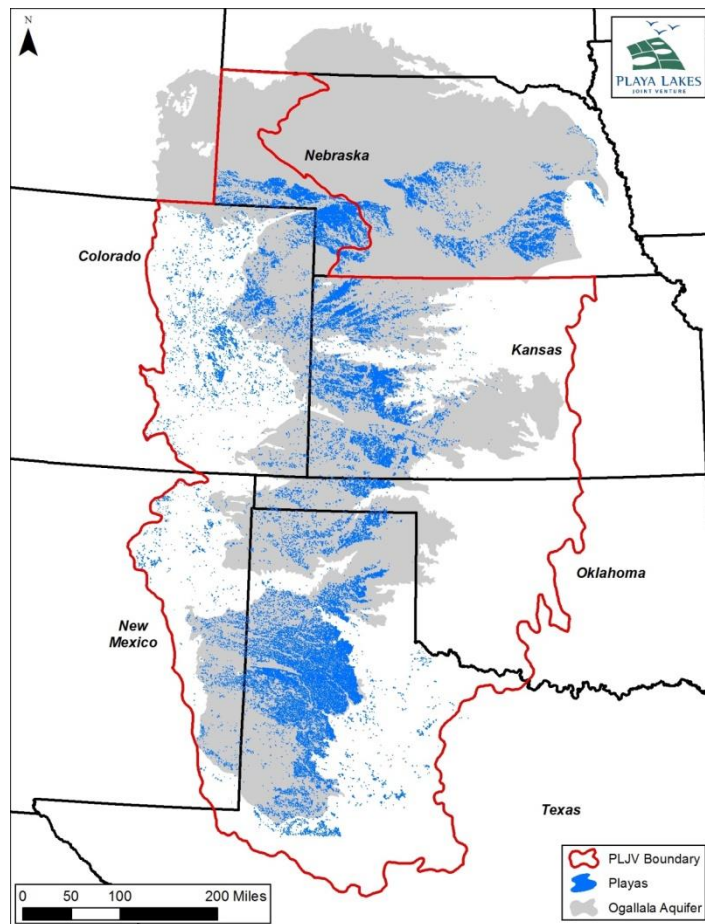 N
PLAYA LAKES
JOINT VENTURE
Nebraska
Colorado
Kansas
Oklahoma
New
Mexico
Texas
PLJV Boundary
Playas
Ogallala Aquifer
0 50 100 200 Miles